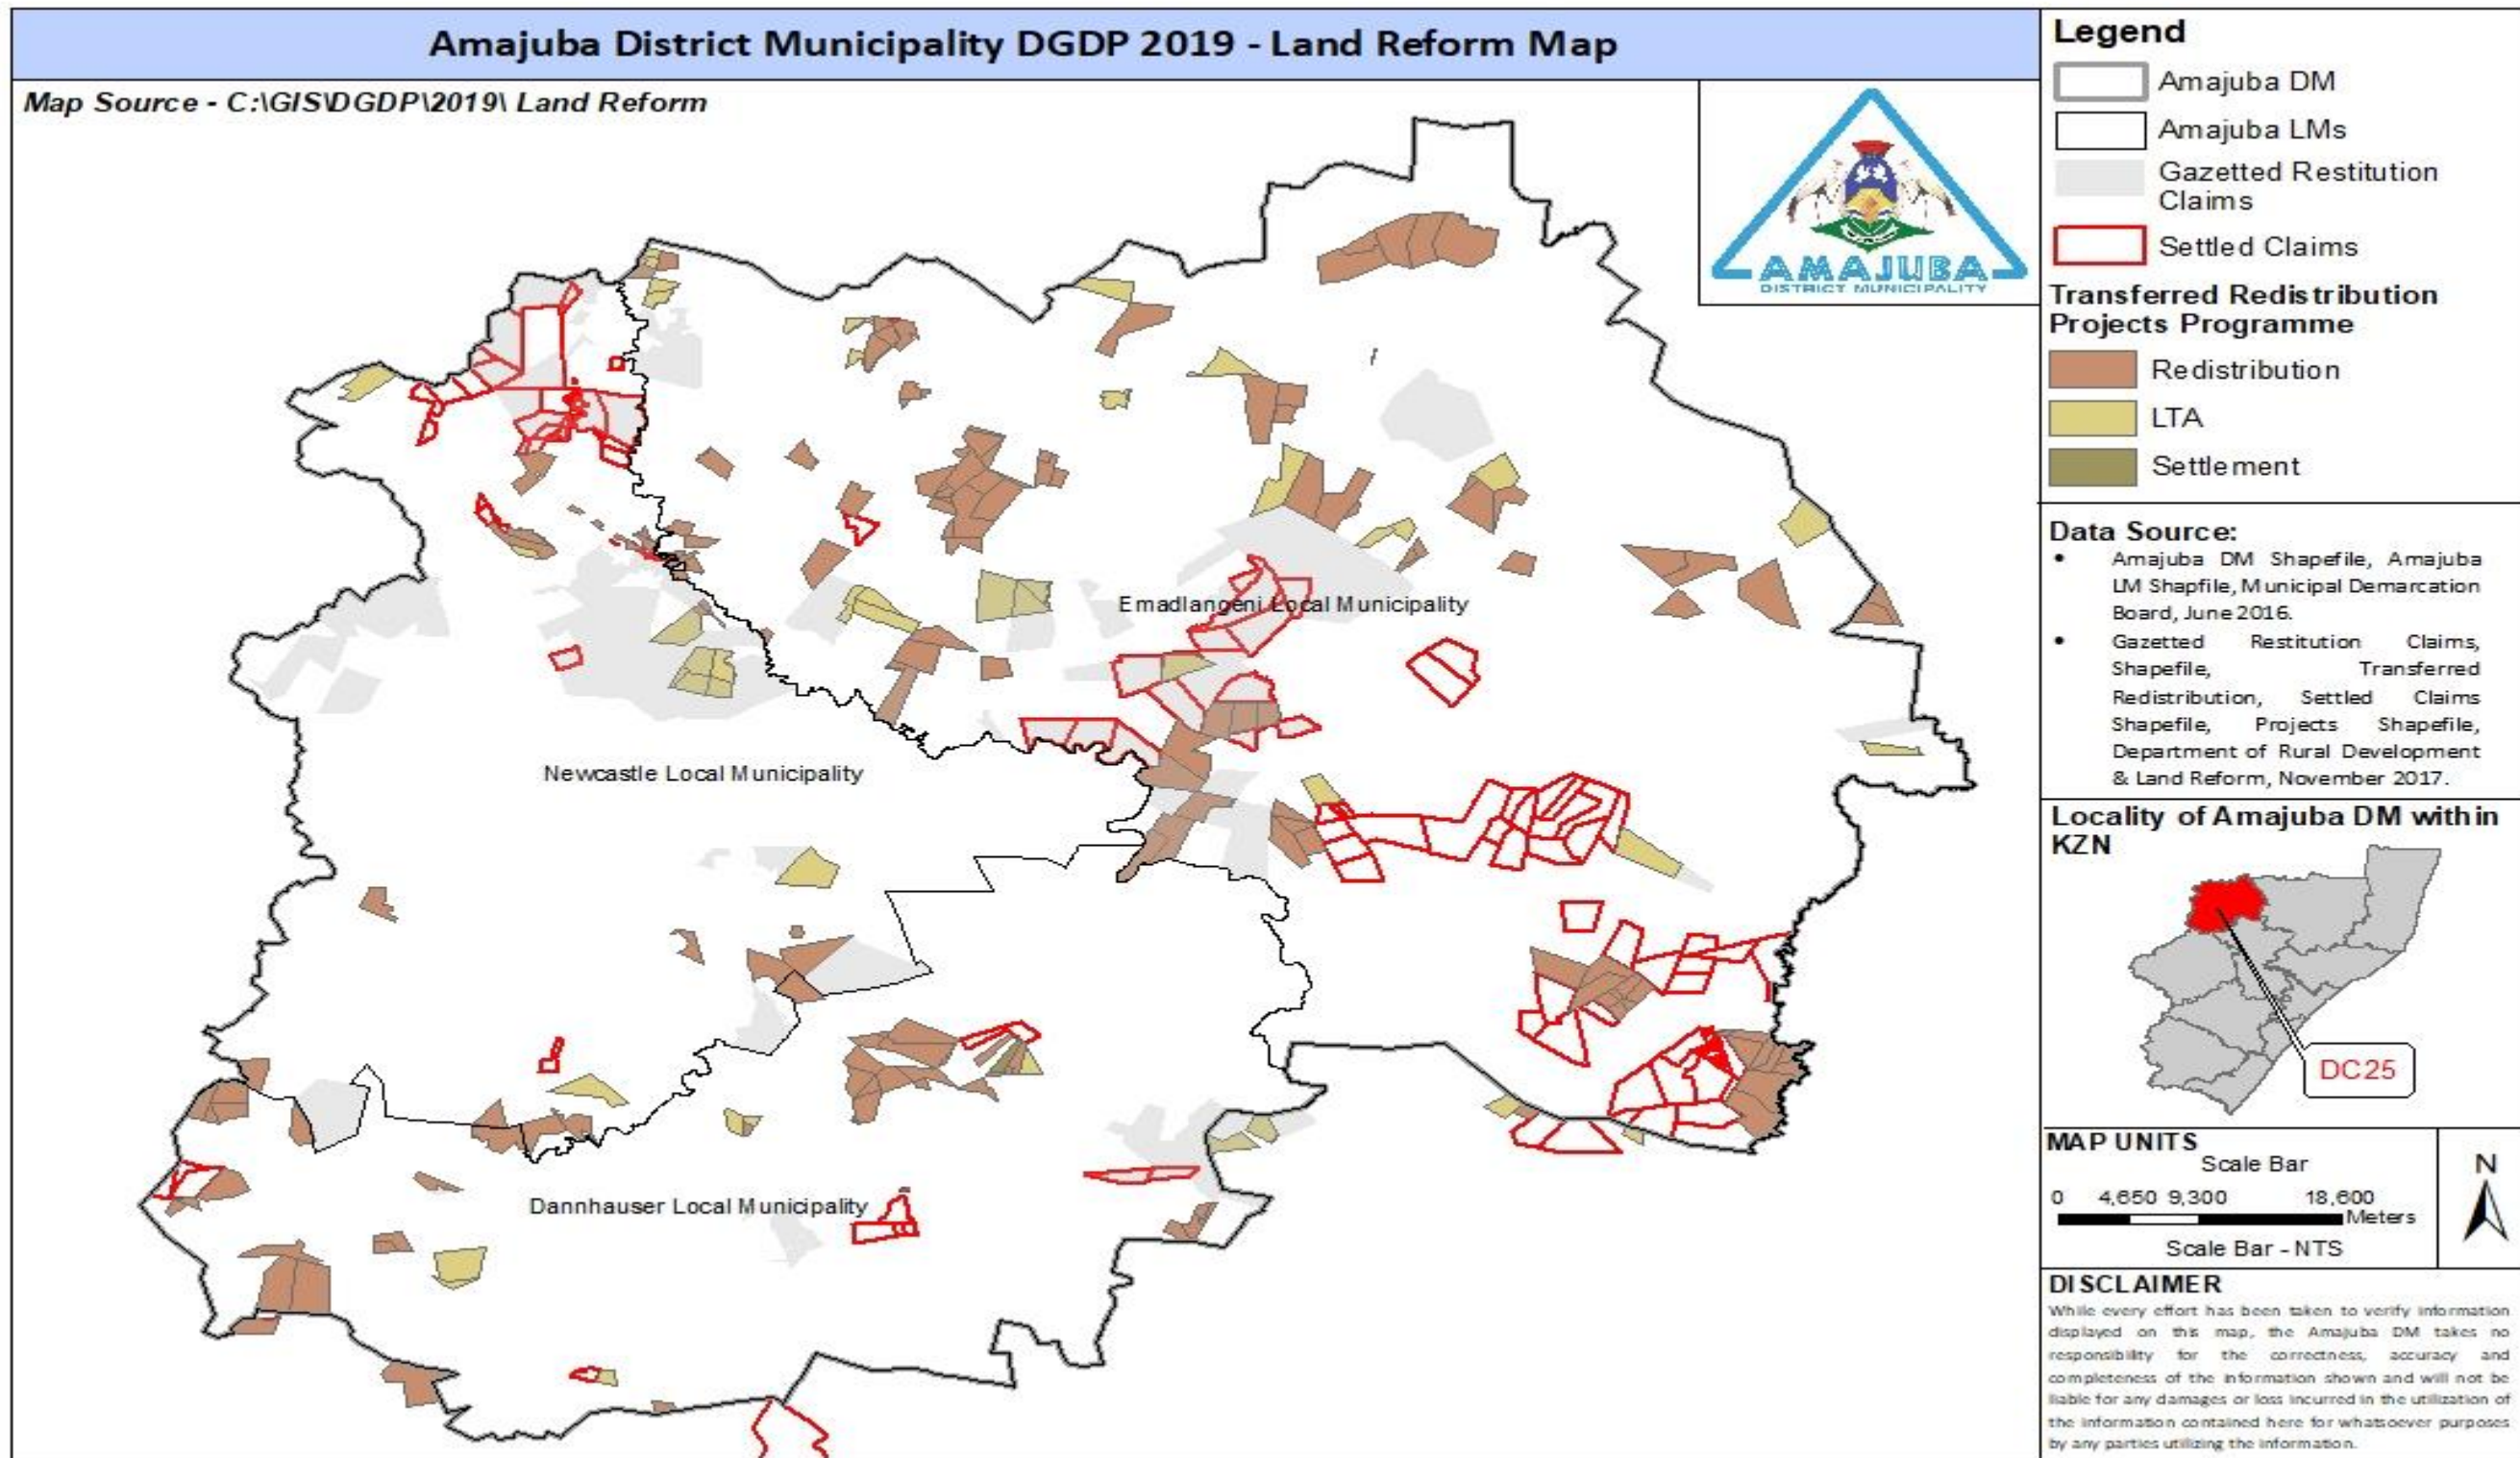 Amajuba District Municipality DGDP 2019 - Land Reform Map
Map Source - C:\GIS\DGDP\2019\ Land Reform
AMAJUBA
DISTRICT MUNICIPALITY
Emadlangeni Local Municipality
Newcastle Local Municipality
Dannhauser Local Municipality
Legend
Amajuba DM
Amajuba LMs
Gazetted Restitution
Claims
Settled Claims
Transferred Redistribution
Projects Programme
Redistribution
LTA
Settlement
Data Source:
• Amajuba DM Shapefile, Amajuba
LM Shapfile, Municipal Demarcation
Board, June 2016.
• Gazetted Restitution Claims,
Shapefile, Transferred
Redistribution, Settled Claims
Shapefile, Projects Shapefile,
Department of Rural Development
& Land Reform, November 2017.
Locality of Amajuba DM within
KZN
DC25
MAP UNITS
Scale Bar
0 4,650 9,300 18,600
Meters
Scale Bar - NTS
N
DISCLAIMER
While every effort has been taken to verify information
displayed on this map, the Amajuba DM takes no
responsibility for the correctness, accuracy and
completeness of the information shown and will not be
liable for any damages or loss incurred in the utilization of
the information contained here for whatsoever purposes
by any parties utilizing the information.